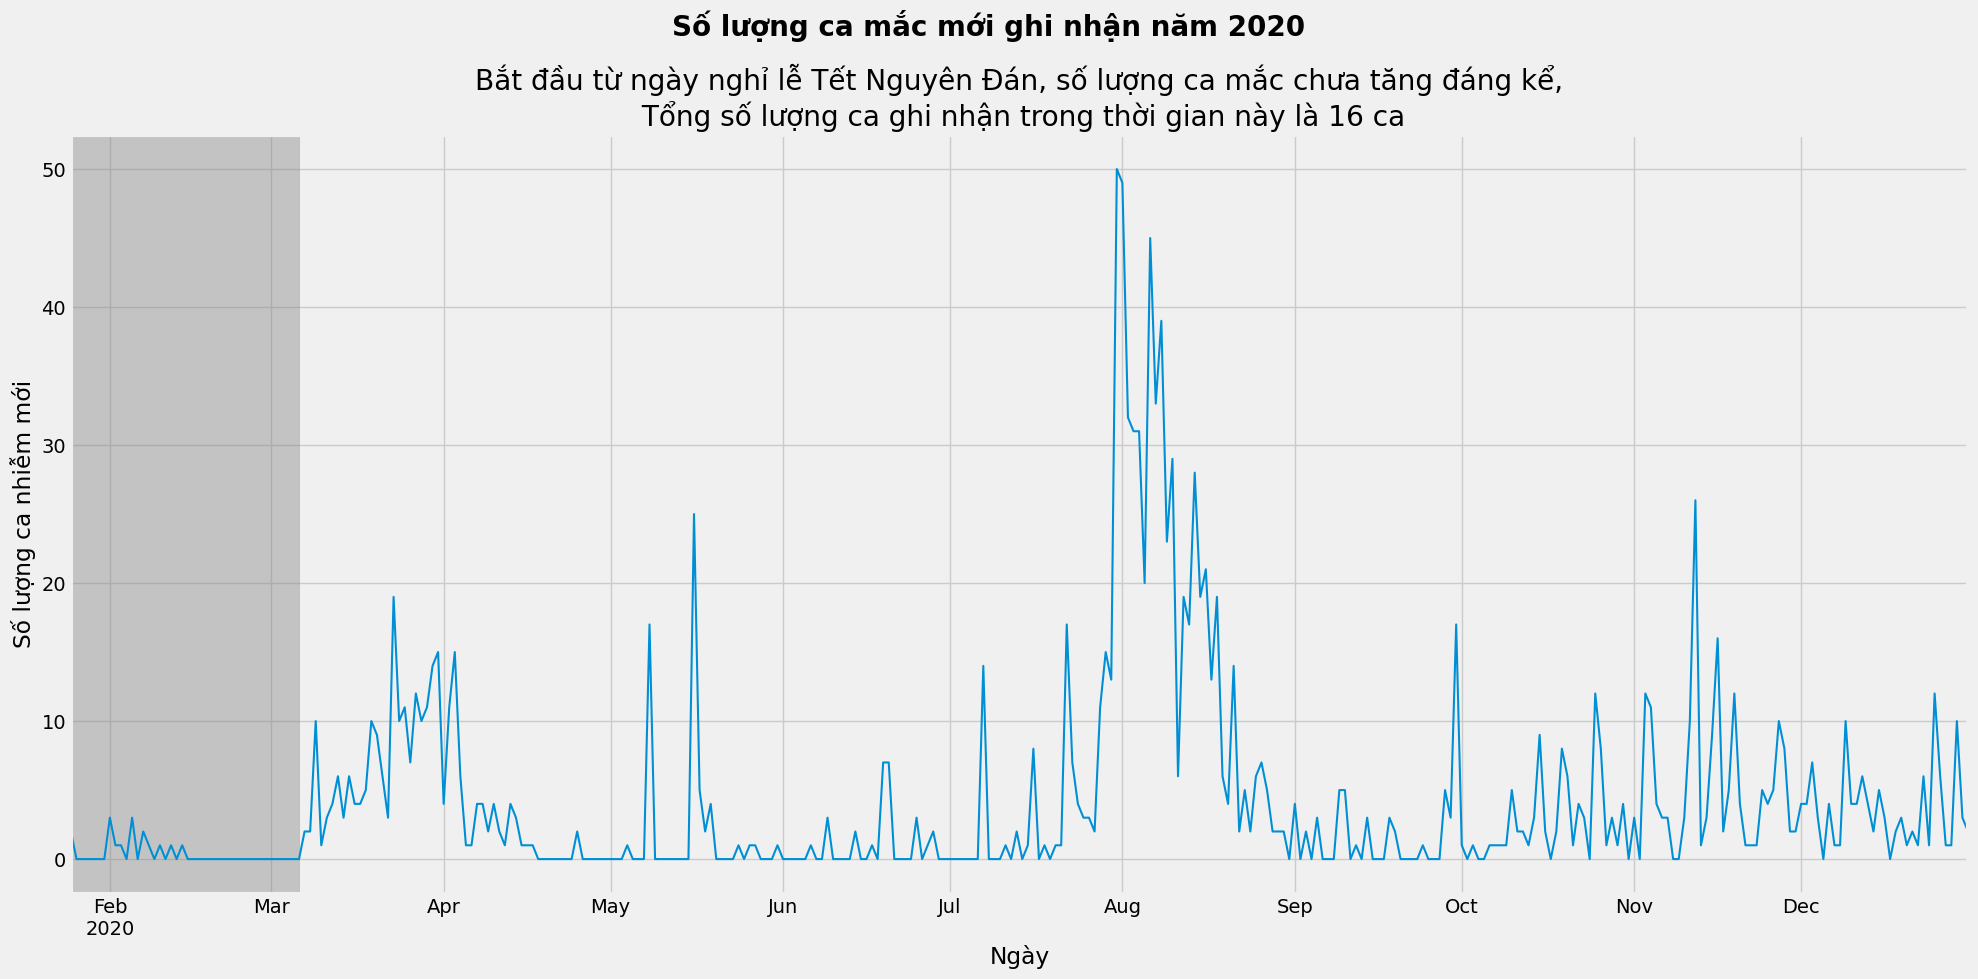 Số lượng ca mắc mới ghi nhận năm 2020
Bắt đầu từ ngày nghỉ lễ Tết Nguyên Đán, số lượng ca mắc chưa tăng đáng kể,
Tổng số lượng ca ghi nhận trong thời gian này là 16 ca
Số lượng ca nhiễm mới
50
40
30
20
10
0
Feb Mar Apr May Jun Jul Aug Sep Oct Nov Dec
2020
Ngày